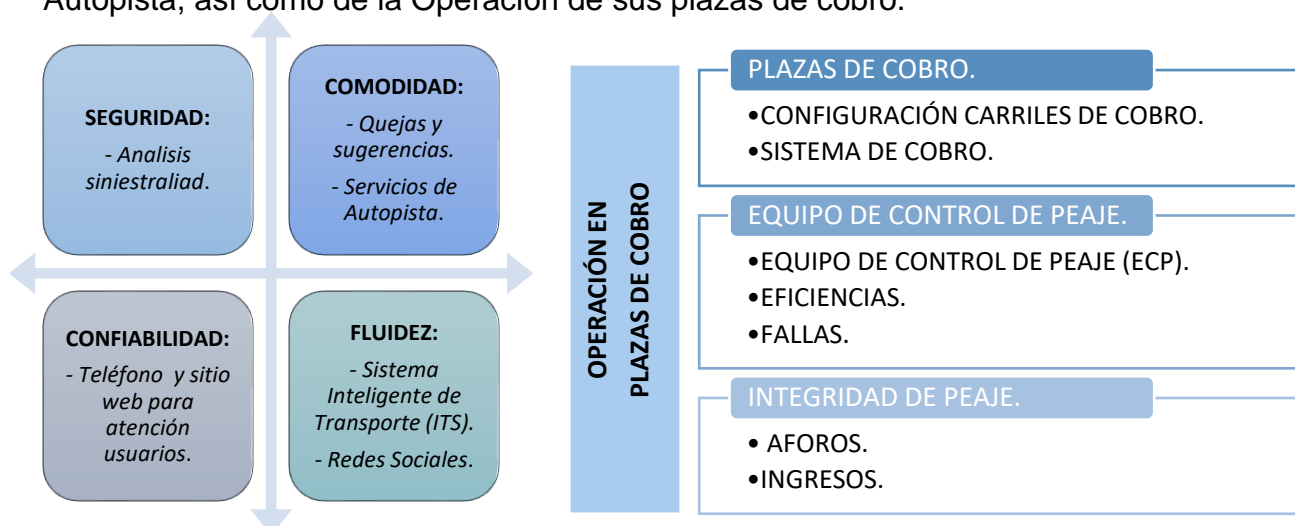 Autopista, así como de la Operación de sus plazas de cobro.
SEGURIDAD:
- Analisis
siniestraliad.
COMODIDAD:
- Quejas y
sugerencias.
- Servicios de
Autopista.
CONFIABILIDAD:
- Teléfono y sitio
web para
atención
usuarios.
FLUIDEZ:
- Sistema
Inteligente de
Transporte (ITS).
- Redes Sociales.
OPERACIÓN EN
PLAZAS DE COBRO
PLAZAS DE COBRO.
•CONFIGURACIÓN CARRILES DE COBRO.
•SISTEMA DE COBRO.
EQUIPO DE CONTROL DE PEAJE.
•EQUIPO DE CONTROL DE PEAJE (ECP).
•EFICIENCIAS.
•FALLAS.
INTEGRIDAD DE PEAJE.
• AFOROS.
•INGRESOS.